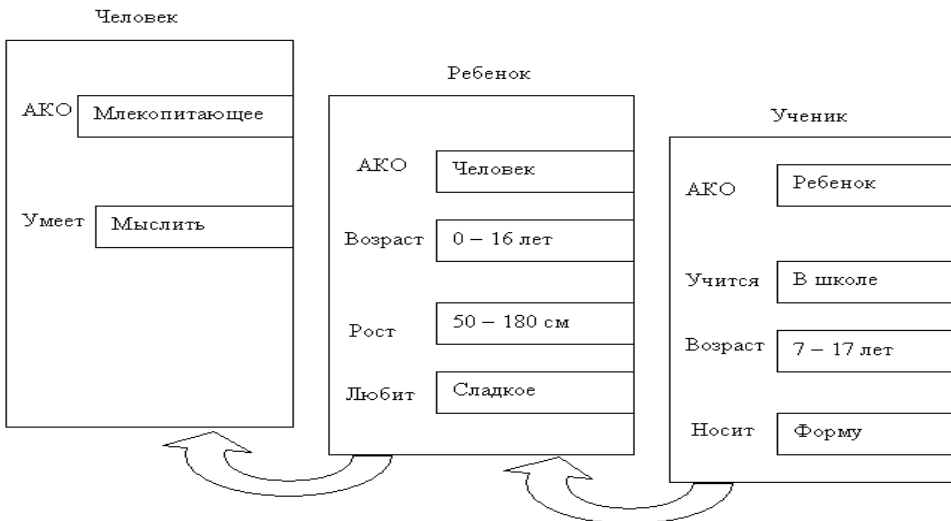 Человек
АКО Млекопитающее
Умеет Мыслить
Ребенок
АКО Человек
Возраст 0 – 16 лет
Рост 50 – 180 см
Любит Сладкое
Ученик
АКО Ребенок
Учится В школе
Возраст 7 – 17 лет
Носит Форму